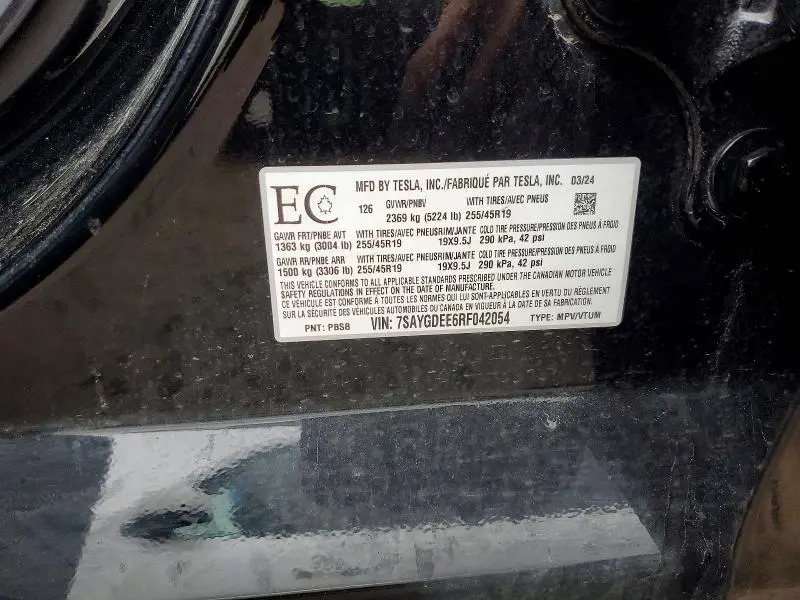 MFD BY TESLA, INC./FABRIQUÉ PAR TESLA, INC. 03/24
EC
126
GVWR/PNBV WITH TIRES/AVEC PNEUS
2369 kg (5224 lb) 255/45R19
GAWR FRT/PNBE AVT WITH TIRES/AVEC PNEUS RIM/JANTE COLD TIRE PRESSURE/PRESSION DES PNEUS À FROID
1363 kg (3004 lb) 255/45R19 19X9.5J 290 kPa, 42 psi
GAWR RR/PNBE ARR WITH TIRES/AVEC PNEUS RIM/JANTE COLD TIRE PRESSURE/PRESSION DES PNEUS À FROID
1500 kg (3306 lb) 255/45R19 19X9.5J 290 kPa, 42 psi
THIS VEHICLE CONFORMS TO ALL APPLICABLE STANDARDS PRESCRIBED UNDER THE CANADIAN MOTOR VEHICLE
SAFETY REGULATIONS IN EFFECT ON THE DATE OF MANUFACTURE
CE VÉHICULE EST CONFORME À TOUTES LES NORMES QUI LUI SONT APPLICABLES EN VERTU DU RÈGLEMENT
SUR LA SÉCURITÉ DES VÉHICULES AUTOMOBILES DU CANADA EN VIGUEUR À LA DATE DE SA FABRICATION.
PNT: PBSB VIN: 7SAYGDEE6RF042054 TYPE: MPV/VTUM